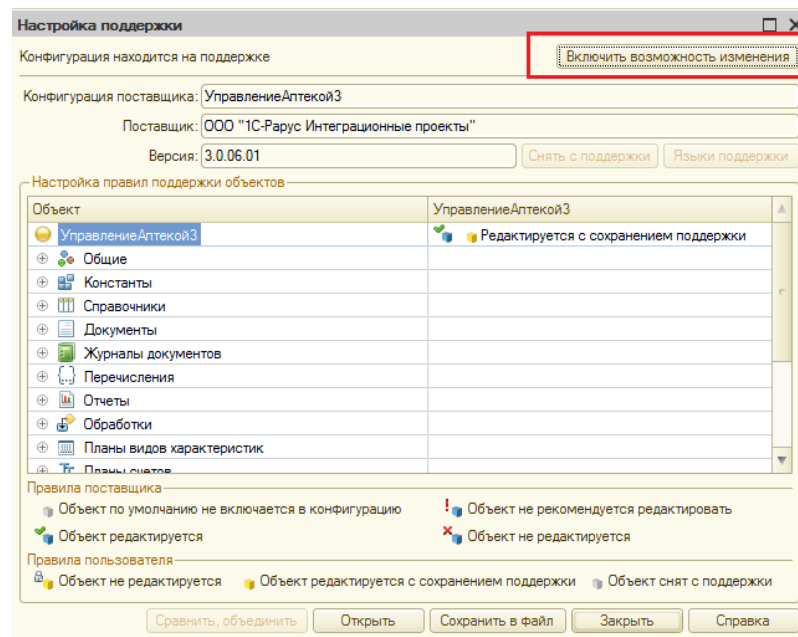 Настройка поддержки
Конфигурация находится на поддержке
Включить возможность изменения
Конфигурация поставщика: УправлениеАптекой3
Поставщик: ООО "1С-Рарус Интеграционные проекты"
Версия: 3.0.06.01 Снять с поддержки Языки поддержки
Настройка правил поддержки объектов
Объект УправлениеАптекой3
УправлениеАптекой3 Редактируется с сохранением поддержки
Общие
Константы
Справочники
Документы
Журналы документов
Перечисления
Отчеты
Обработки
Планы видов характеристик
Планы счетов
Правила поставщика
Объект по умолчанию не включается в конфигурацию ! Объект не рекомендуется редактировать
Объект редактируется Объект не редактируется
Правила пользователя
Объект не редактируется Объект редактируется с сохранением поддержки Объект снят с поддержки
Сравнить, объединить Открыть Сохранить в файл Закрыть Справка